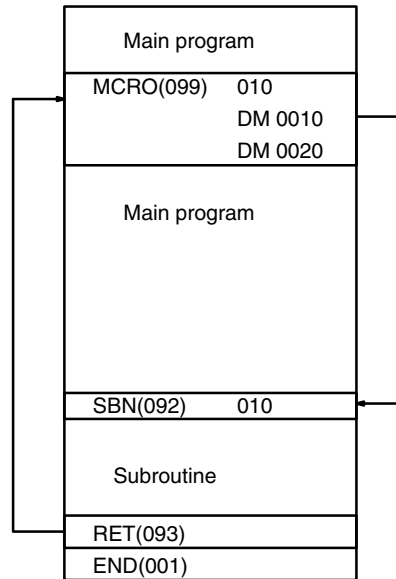 Main program
MCRO(099) 010
DM 0010
DM 0020
Main program
SBN(092) 010
Subroutine
RET(093)
END(001)